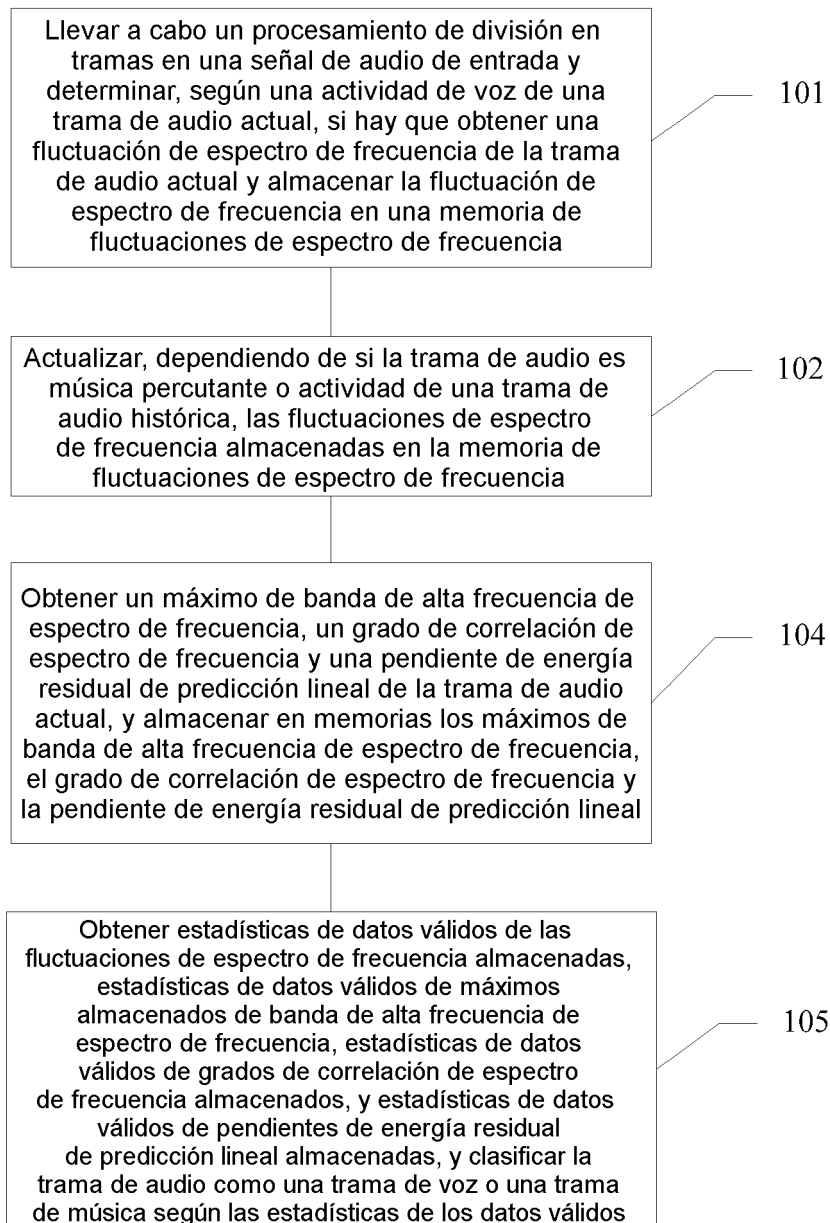 Llevar a cabo un procesamiento de división en
tramas en una señal de audio de entrada y
determinar, según una actividad de voz de una
trama de audio actual, si hay que obtener una
fluctuación de espectro de frecuencia de la trama
de audio actual y almacenar la fluctuación de
espectro de frecuencia en una memoria de
fluctuaciones de espectro de frecuencia
101
Actualizar, dependiendo de si la trama de audio es
música percutante o actividad de una trama de
audio histórica, las fluctuaciones de espectro
de frecuencia almacenadas en la memoria de
fluctuaciones de espectro de frecuencia
102
Obtener un máximo de banda de alta frecuencia de
espectro de frecuencia, un grado de correlación de
espectro de frecuencia y una pendiente de energía
residual de predicción lineal de la trama de audio
actual, y almacenar en memorias los máximos de
banda de alta frecuencia de espectro de frecuencia,
el grado de correlación de espectro de frecuencia y
la pendiente de energía residual de predicción lineal
104
Obtener estadísticas de datos válidos de las
fluctuaciones de espectro de frecuencia almacenadas,
estadísticas de datos válidos de máximos
almacenados de banda de alta frecuencia de
espectro de frecuencia, estadísticas de datos
válidos de grados de correlación de espectro
de frecuencia almacenados, y estadísticas de datos
válidos de pendientes de energía residual
de predicción lineal almacenadas, y clasificar la
trama de audio como una trama de voz o una trama
de música según las estadísticas de los datos válidos
105